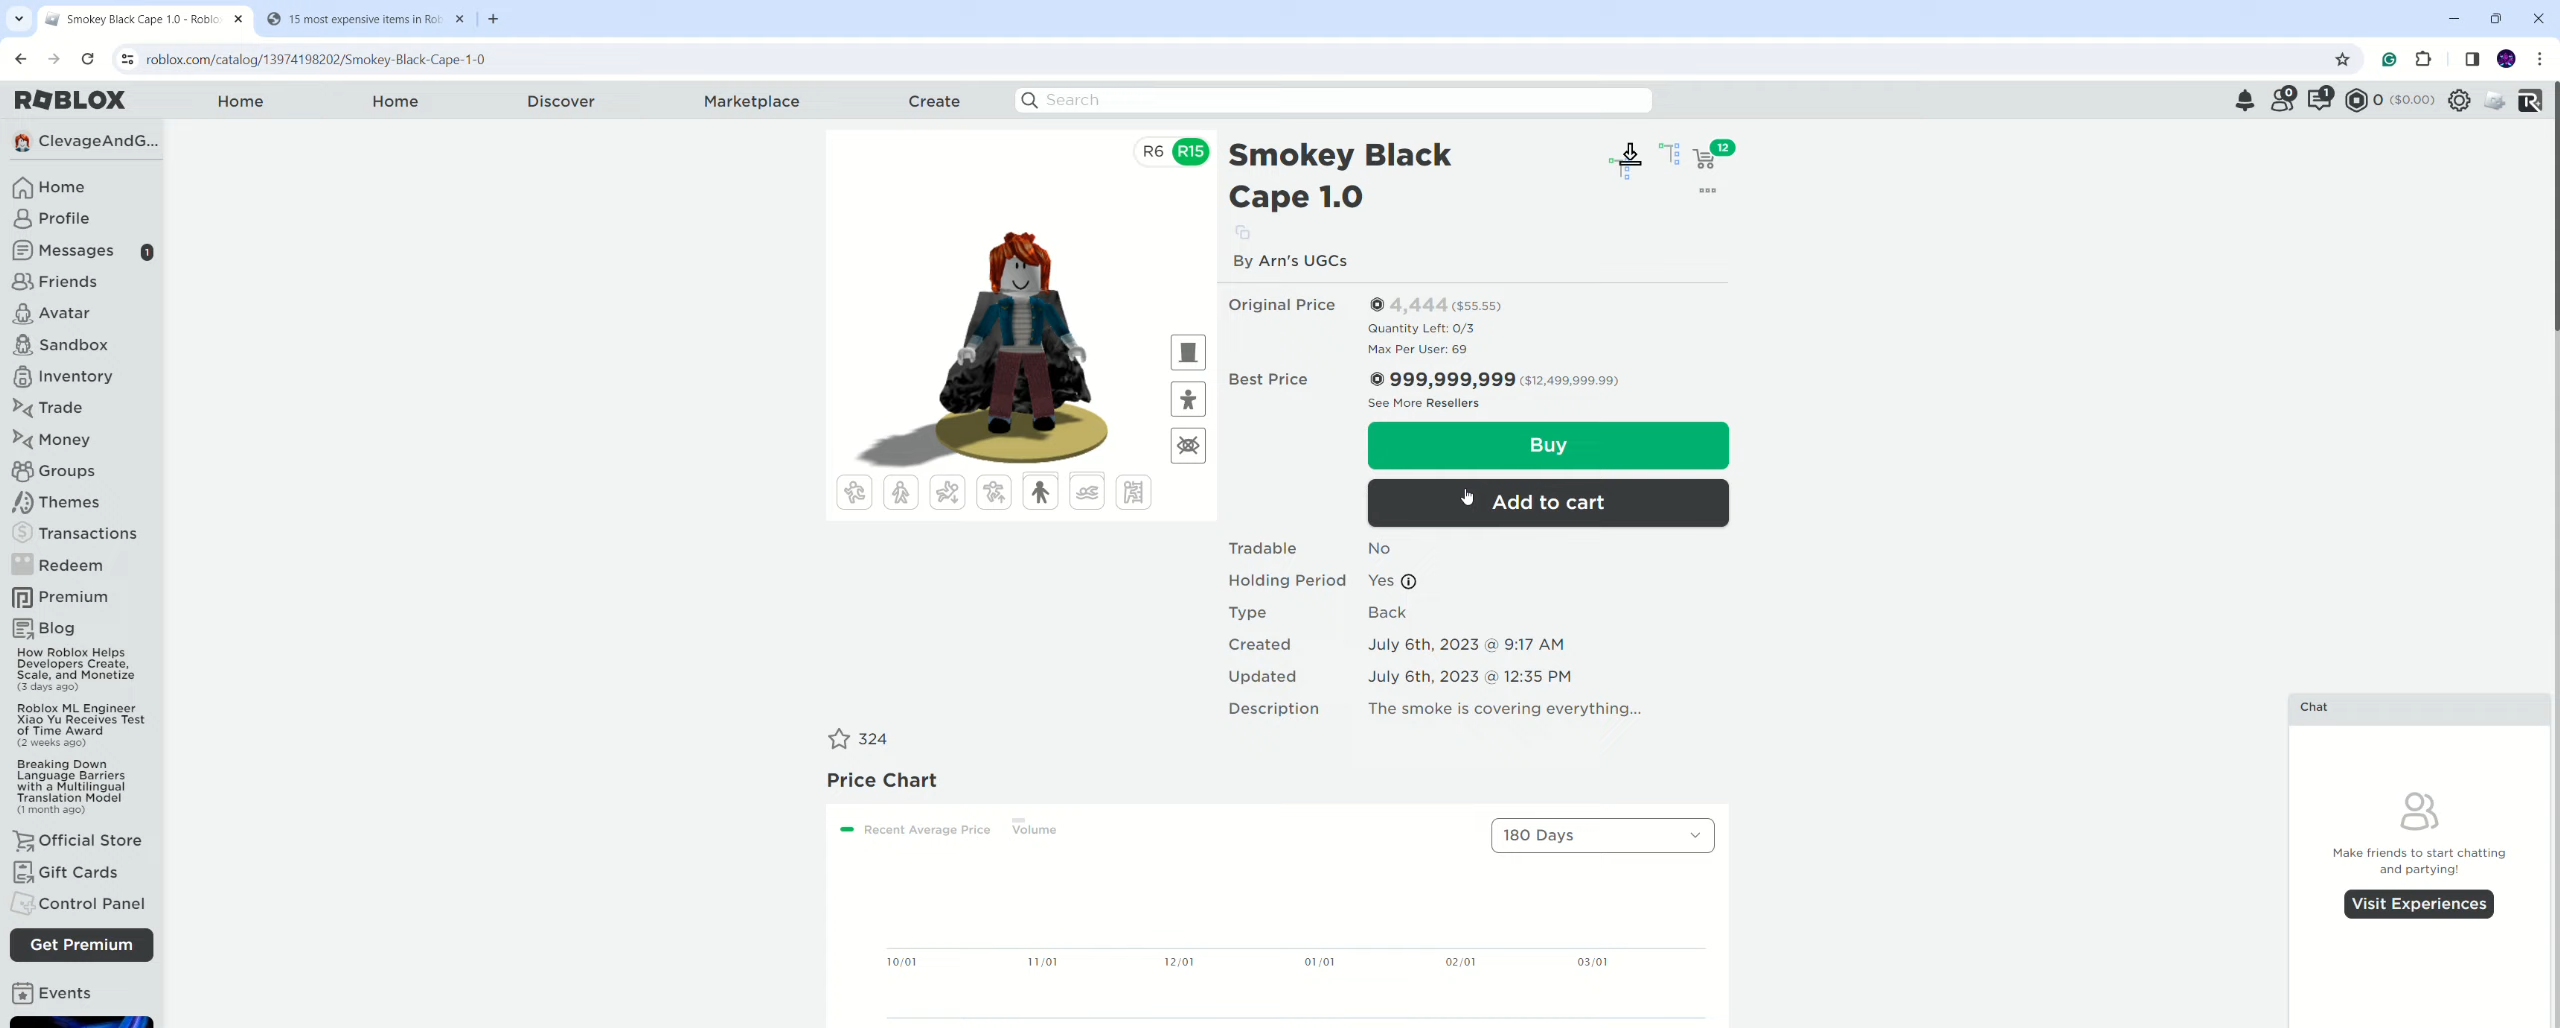 Smokey Black Cape 1.0 - Roblo
15 most expensive items in Rob
roblox.com/catalog/13974198202/Smokey-Black-Cape-1-0
ROBLOX
Home
Home
Discover
Marketplace
Create
Search
0
1
0 ($0.00)
ClevageAndG...
Home
Profile
Messages 1
Friends
Avatar
Sandbox
Inventory
Trade
Money
Groups
Themes
Transactions
Redeem
Premium
Blog
How Roblox Helps
Developers Create,
Scale, and Monetize
(3 days ago)
Roblox ML Engineer
Xiao Yu Receives Test
of Time Award
(2 weeks ago)
Breaking Down
Language Barriers
with a Multilingual
Translation Model
(1 month ago)
Official Store
Gift Cards
Control Panel
Get Premium
Events
R6 R15
Smokey Black
Cape 1.0
12
By Arn's UGCs
Original Price 4,444 ($55.55)
Quantity Left: 0/3
Max Per User: 69
Best Price 999,999,999 ($12,499,999.99)
See More Resellers
Buy
Add to cart
Tradable No
Holding Period Yes
Type Back
Created July 6th, 2023 @ 9:17 AM
Updated July 6th, 2023 @ 12:35 PM
Description The smoke is covering everything...
324
Price Chart
Recent Average Price Volume
180 Days
10/01 11/01 12/01 01/01 02/01 03/01
Chat
Make friends to start chatting
and partying!
Visit Experiences